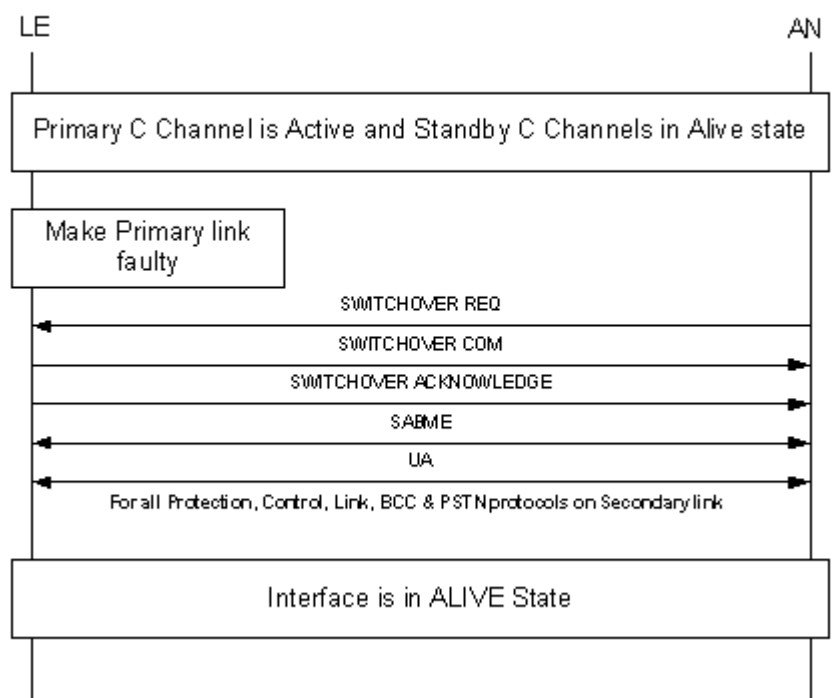 LE
AN
Primary C Channel is Active and Standby C Channels in Alive state
Make Primary link
faulty
SWITCHOVER REQ
SWITCHOVER COM
SWITCHOVER ACKNOWLEDGE
SABME
UA
For all Protection, Control, Link, BCC & PSTN protocols on Secondary link
Interface is in ALIVE State